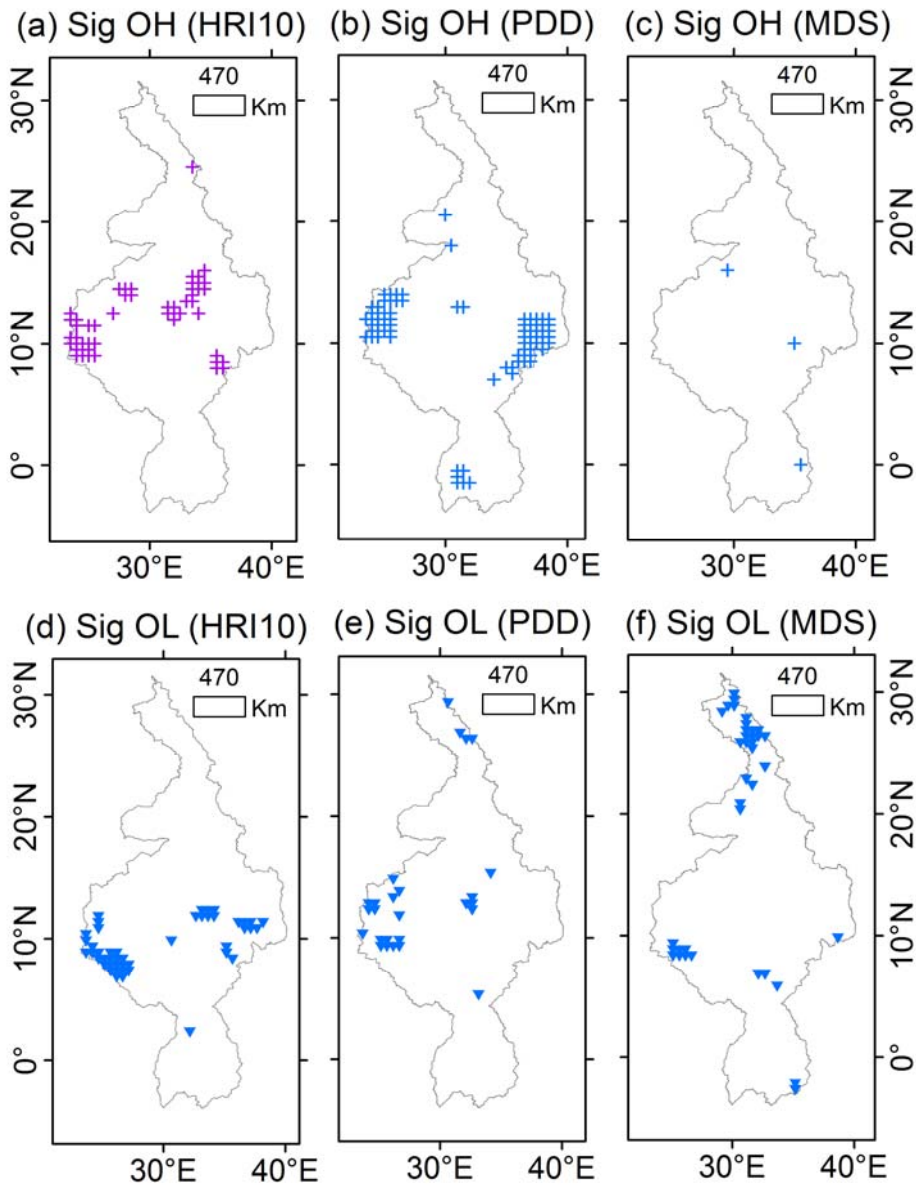 (a) Sig OH (HRI10)
(b) Sig OH (PDD)
(c) Sig OH (MDS)
470
Km
470
Km
470
Km
30°N
20°N
10°N
0°
30°N
20°N
10°N
0°
30°E
40°E
30°E
40°E
30°E
40°E
(d) Sig OL (HRI10)
(e) Sig OL (PDD)
(f) Sig OL (MDS)
470
Km
470
Km
470
Km
30°N
20°N
10°N
0°
30°N
20°N
10°N
0°
30°E
40°E
30°E
40°E
30°E
40°E